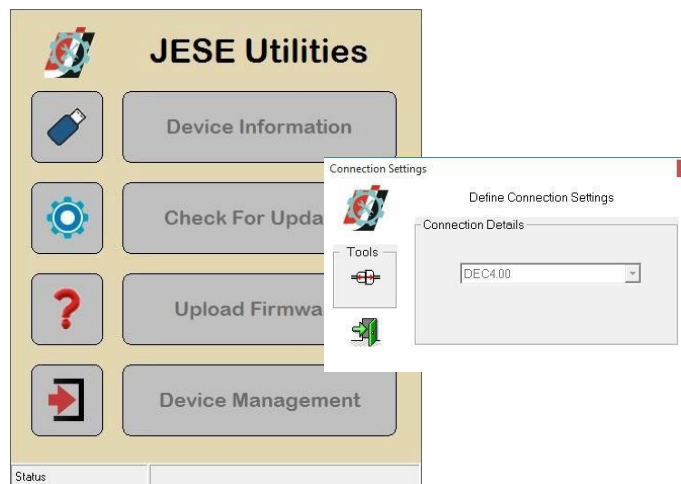 JESE Utilities
Device Information
Connection Settings
Define Connection Settings
Check For Upda
Connection Details
Tools
DEC4.00
Upload Firmwa
Device Management
Status